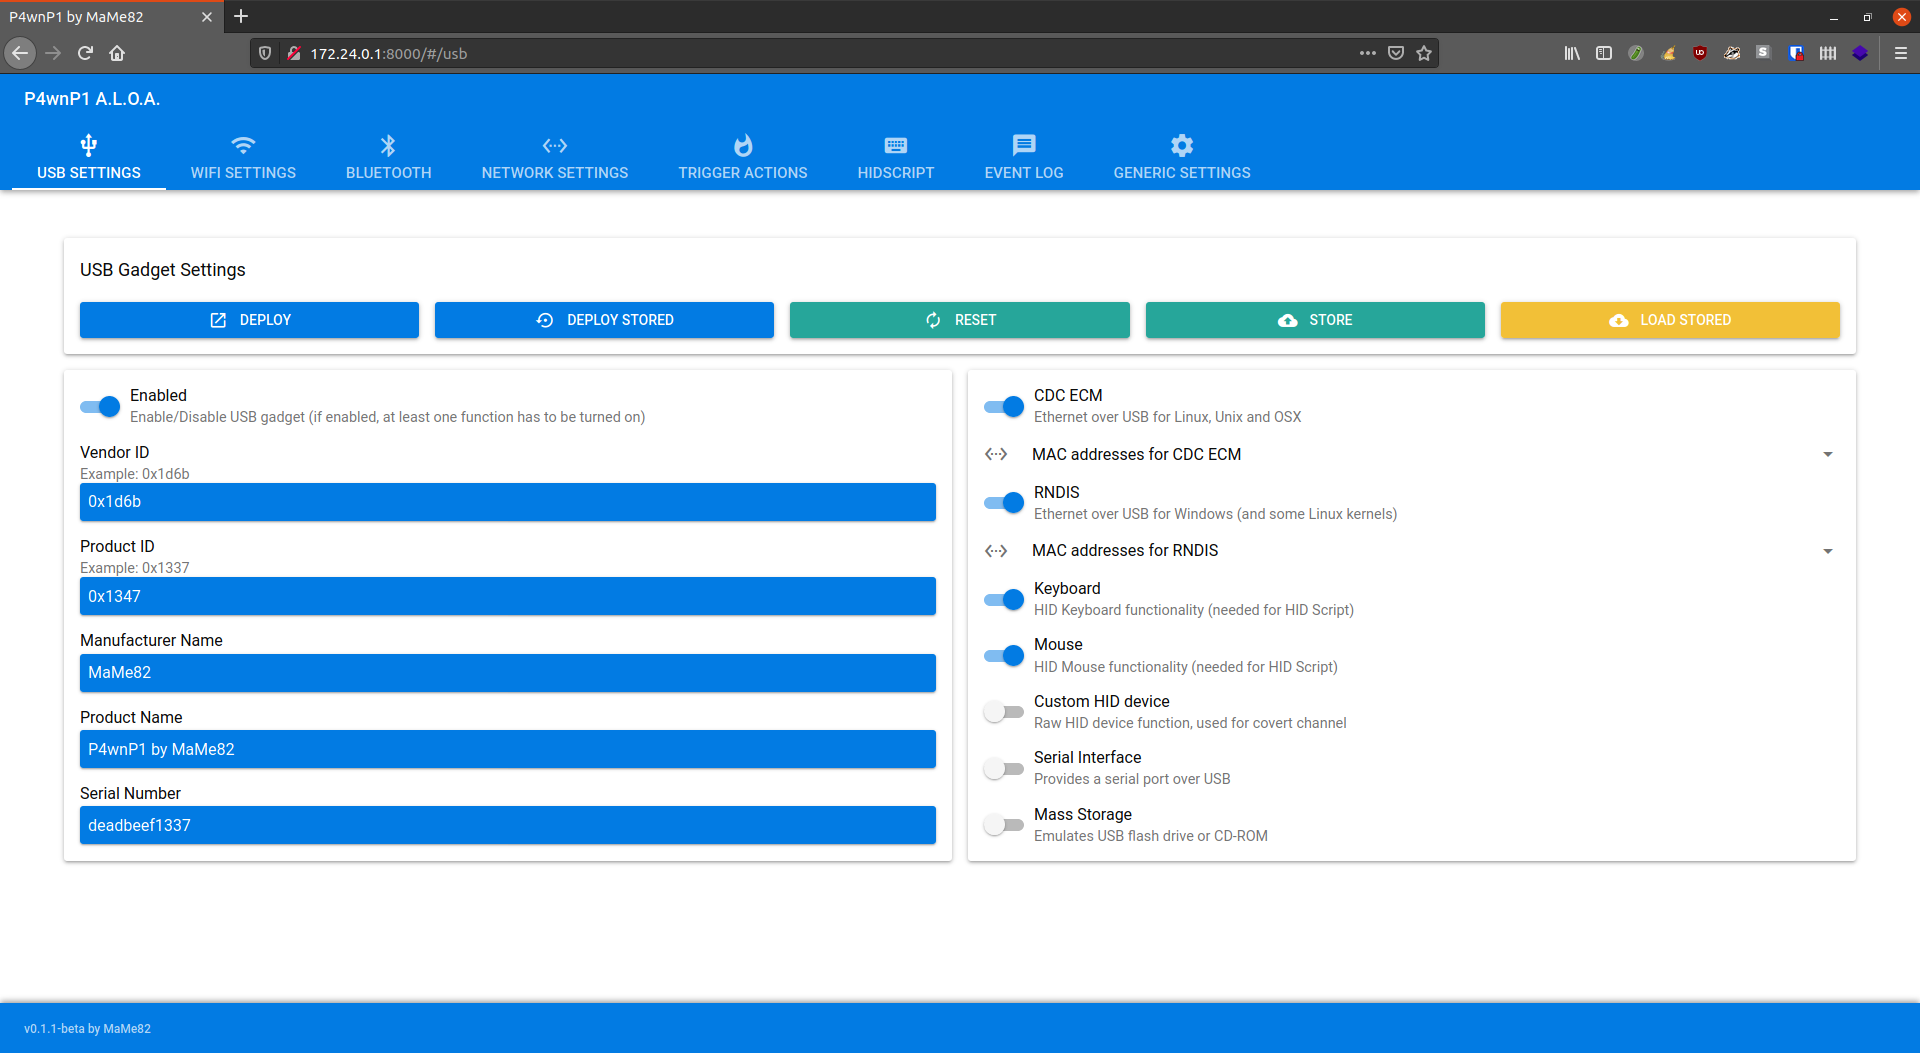 P4wnP1 by MaMe82
172.24.0.1:8000/#/usb
P4wnP1 A.L.O.A.
USB SETTINGS
WIFI SETTINGS
BLUETOOTH
NETWORK SETTINGS
TRIGGER ACTIONS
HIDSCRIPT
EVENT LOG
GENERIC SETTINGS
USB Gadget Settings
DEPLOY
DEPLOY STORED
RESET
STORE
LOAD STORED
Enabled
Enable/Disable USB gadget (if enabled, at least one function has to be turned on)
Vendor ID
Example: 0x1d6b
0x1d6b
Product ID
Example: 0x1337
0x1347
Manufacturer Name
MaMe82
Product Name
P4wnP1 by MaMe82
Serial Number
deadbeef1337
CDC ECM
Ethernet over USB for Linux, Unix and OSX
MAC addresses for CDC ECM
RNDIS
Ethernet over USB for Windows (and some Linux kernels)
MAC addresses for RNDIS
Keyboard
HID Keyboard functionality (needed for HID Script)
Mouse
HID Mouse functionality (needed for HID Script)
Custom HID device
Raw HID device function, used for covert channel
Serial Interface
Provides a serial port over USB
Mass Storage
Emulates USB flash drive or CD-ROM
v0.1.1-beta by MaMe82